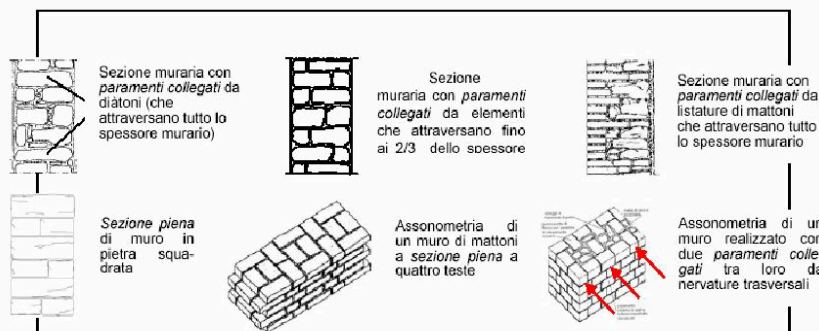 Sezione muraria con
paramenti collegati da
diàtoni (che
attraversano tutto lo
spessore murario)
Sezione
muraria con paramenti
collegati da elementi
che attraversano fino
ai 2/3 dello spessore
Sezione muraria con
paramenti collegati da
listature di mattoni
che attraversano tutto
lo spessore murario
Sezione piena
di muro in
pietra squa-
drata
Assonometria di
un muro di mattoni
a sezione piena a
quattro teste
Assonometria di un
muro realizzato con
due paramenti colle-
gati tra loro da
nervature trasversali